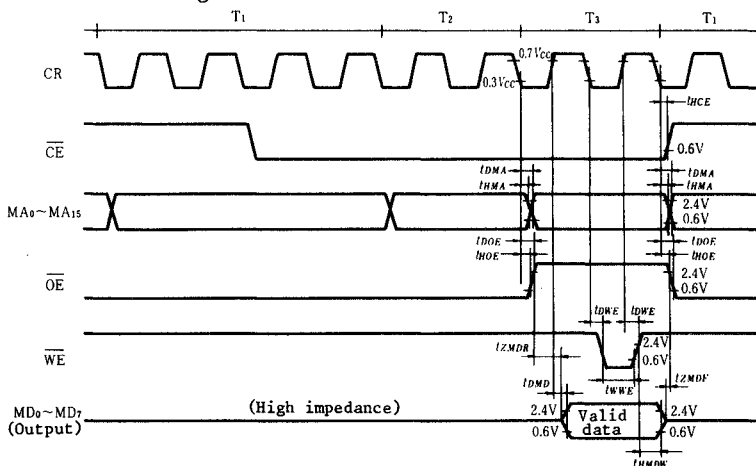 T1 T2 T3 T1
CR 0.7Vcc
0.3Vcc
tHCE
CE 0.6V
tDMA tDMA
tHMA tHMA
MA0~MA15 2.4V
0.6V
tDOE tDOE
tHOE tHOE
OE 2.4V
0.6V
tDWE tDWE
WE 2.4V
0.6V
tZMDR
tWWE tZMDF
tDMD
MD0~MD7 (High impedance) 2.4V Valid 2.4V
(Output) 0.6V data 0.6V
tHMDW